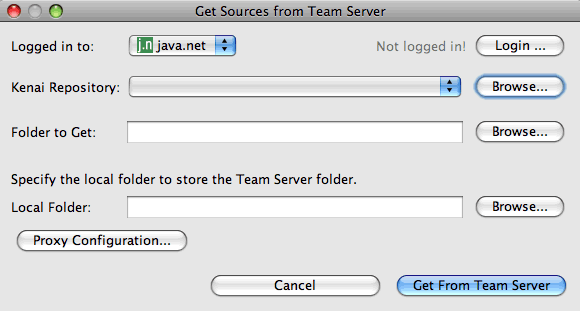 Get Sources from Team Server
Logged in to: j.n java.net Not logged in! Login ...
Kenai Repository: Browse...
Folder to Get: Browse...
Specify the local folder to store the Team Server folder.
Local Folder: Browse...
Proxy Configuration...
Cancel Get From Team Server